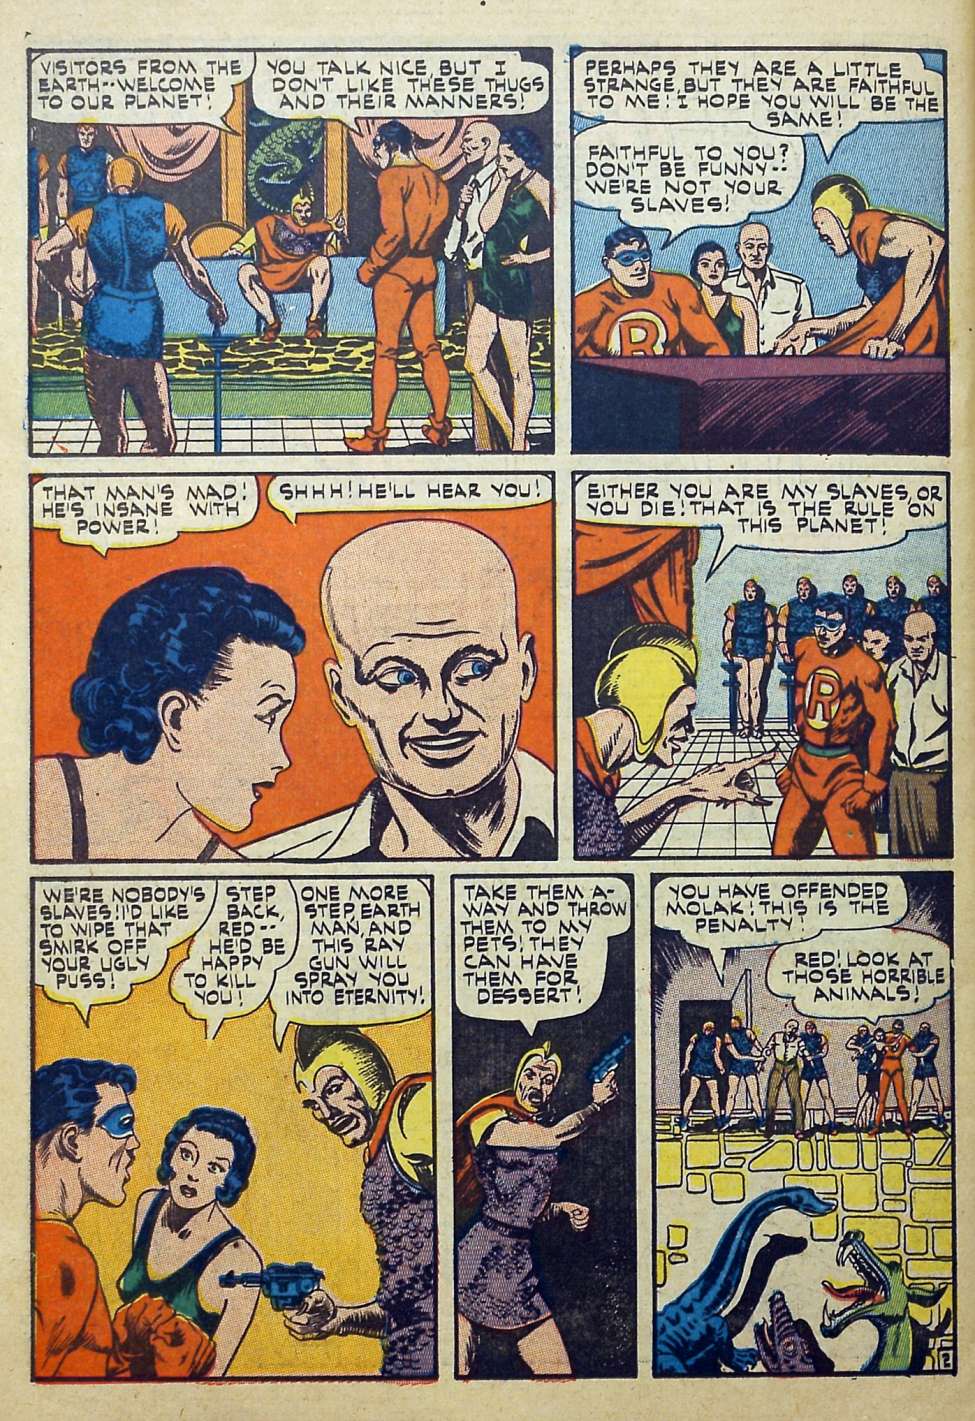 VISITORS FROM THE
EARTH--WELCOME
TO OUR PLANET!
YOU TALK NICE, BUT I
DON'T LIKE THESE THUGS
AND THEIR MANNERS!
PERHAPS THEY ARE A LITTLE
STRANGE, BUT THEY ARE FAITHFUL
TO ME! I HOPE YOU WILL BE THE
SAME!
FAITHFUL TO YOU?
DON'T BE FUNNY--
WE'RE NOT YOUR
SLAVES!
R
THAT MAN'S MAD!
HE'S INSANE WITH
POWER!
SHHH! HE'LL HEAR YOU!
EITHER YOU ARE MY SLAVES, OR
YOU DIE! THAT IS THE RULE ON
THIS PLANET!
R
WE'RE NOBODY'S
SLAVES! I'D LIKE
TO WIPE THAT
SMIRK OFF
YOUR UGLY
PUSS!
STEP
BACK,
RED--
HE'D BE
HAPPY
TO KILL
YOU!
ONE MORE
STEP, EARTH
MAN, AND
THIS RAY
GUN WILL
SPRAY YOU
INTO ETERNITY!
TAKE THEM A-
WAY AND THROW
THEM TO MY
PETS! THEY
CAN HAVE
THEM FOR
DESSERT!
YOU HAVE OFFENDED
MOLAK! THIS IS THE
PENALTY!
RED! LOOK AT
THOSE HORRIBLE
ANIMALS!
2